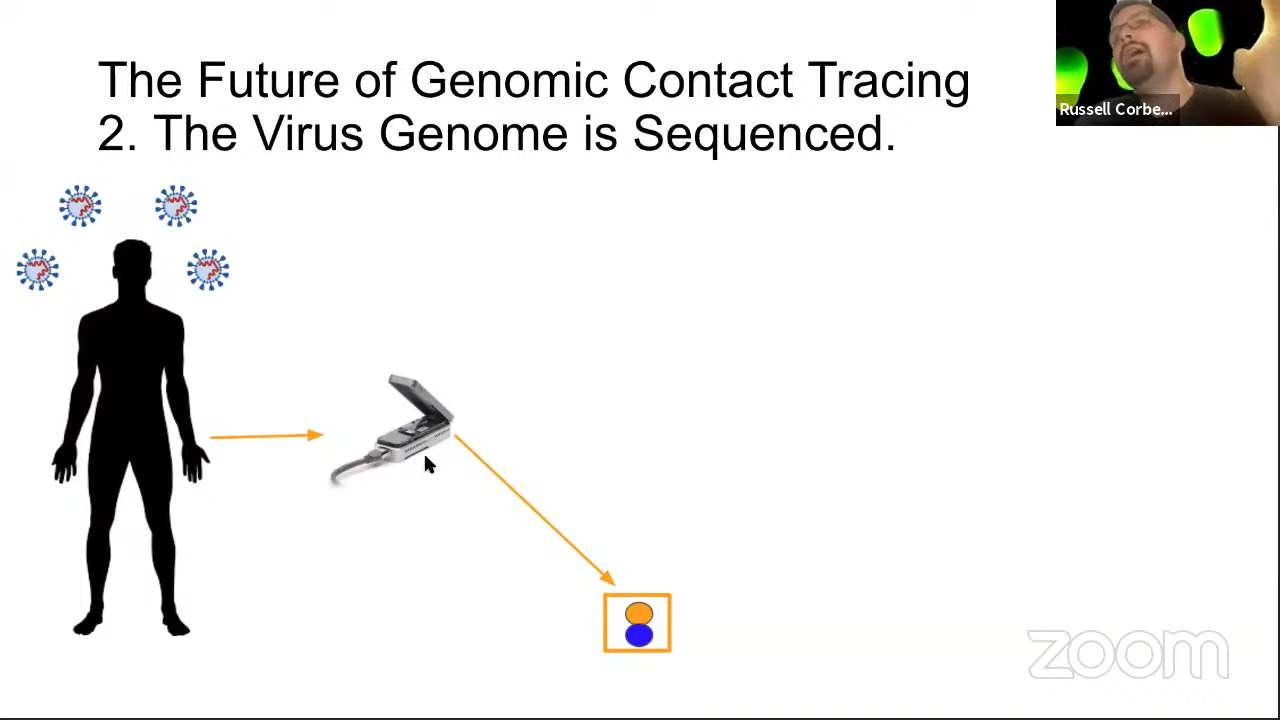 The Future of Genomic Contact Tracing
2. The Virus Genome is Sequenced.
Russell Corbe...
zoom